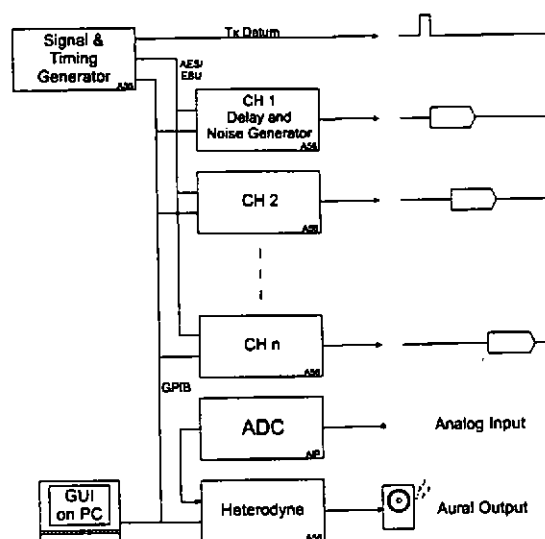 Signal &
Timing
Generator
Tx Datum
AES/
EBU
CH 1
Delay and
Noise Generator
CH 2
CH n
GPIB
ADC
Analog Input
GUI
on PC
Heterodyne
Aural Output